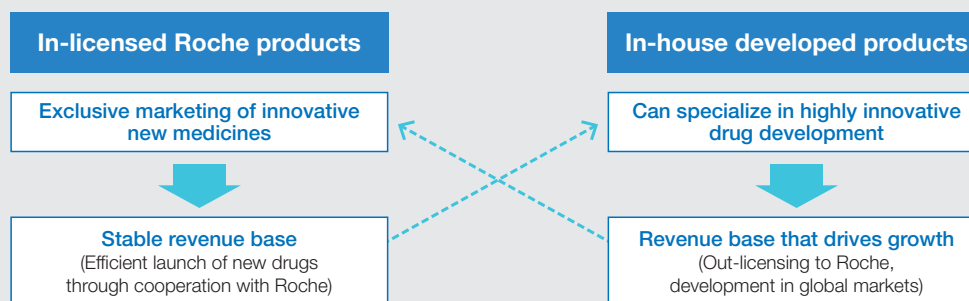 In-licensed Roche products
Exclusive marketing of innovative
new medicines
Stable revenue base
(Efficient launch of new drugs
through cooperation with Roche)
In-house developed products
Can specialize in highly innovative
drug development
Revenue base that drives growth
(Out-licensing to Roche,
development in global markets)